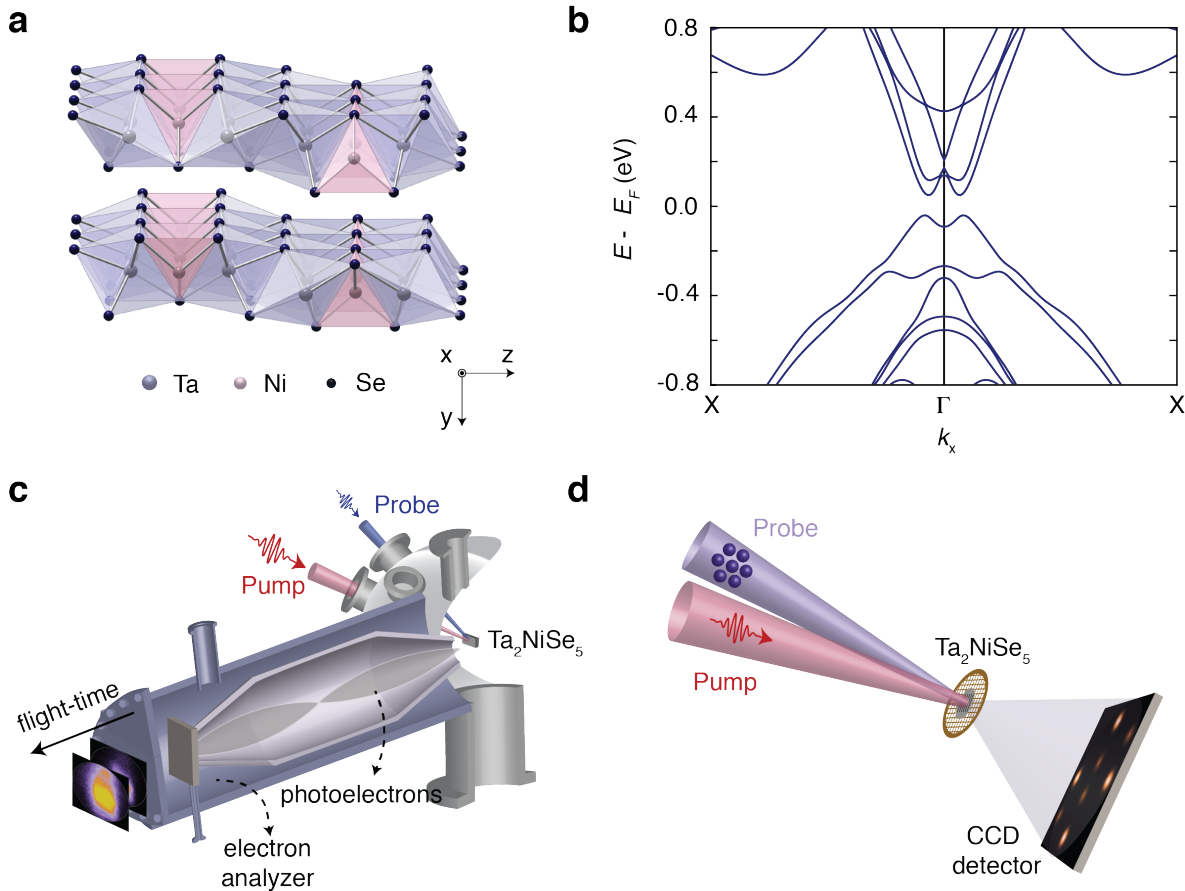 a
Ta
Ni
Se
x
z
y
b
E - E_F (eV)
0.8
0.4
0.0
-0.4
-0.8
X
Γ
X
k_x
c
Probe
Pump
Ta₂NiSe₅
flight-time
photoelectrons
electron
analyzer
d
Probe
Pump
Ta₂NiSe₅
CCD
detector